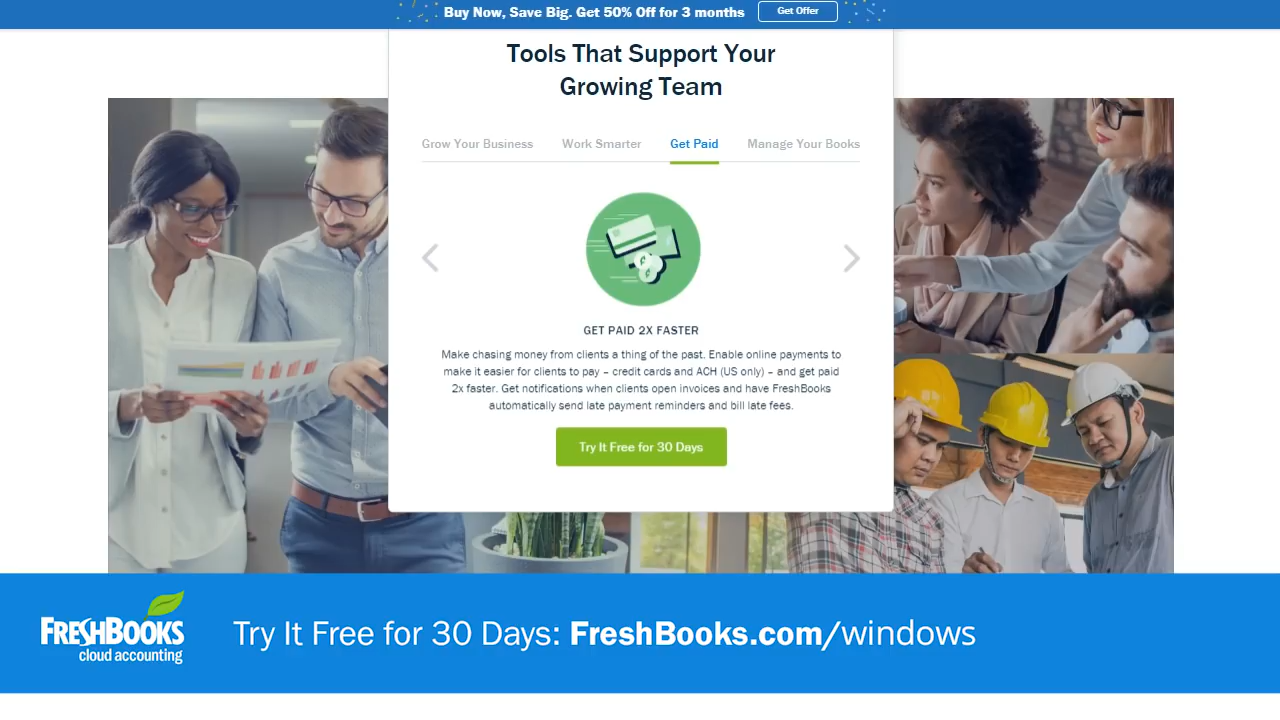 Buy Now, Save Big. Get 50% Off for 3 months
Get Offer
Tools That Support Your
Growing Team
Grow Your Business
Work Smarter
Get Paid
Manage Your Books
GET PAID 2X FASTER
Make chasing money from clients a thing of the past. Enable online payments to
make it easier for clients to pay – credit cards and ACH (US only) – and get paid
2x faster. Get notifications when clients open invoices and have FreshBooks
automatically send late payment reminders and bill late fees.
Try It Free for 30 Days
FRESHBOOKS
cloud accounting
Try It Free for 30 Days: FreshBooks.com/windows